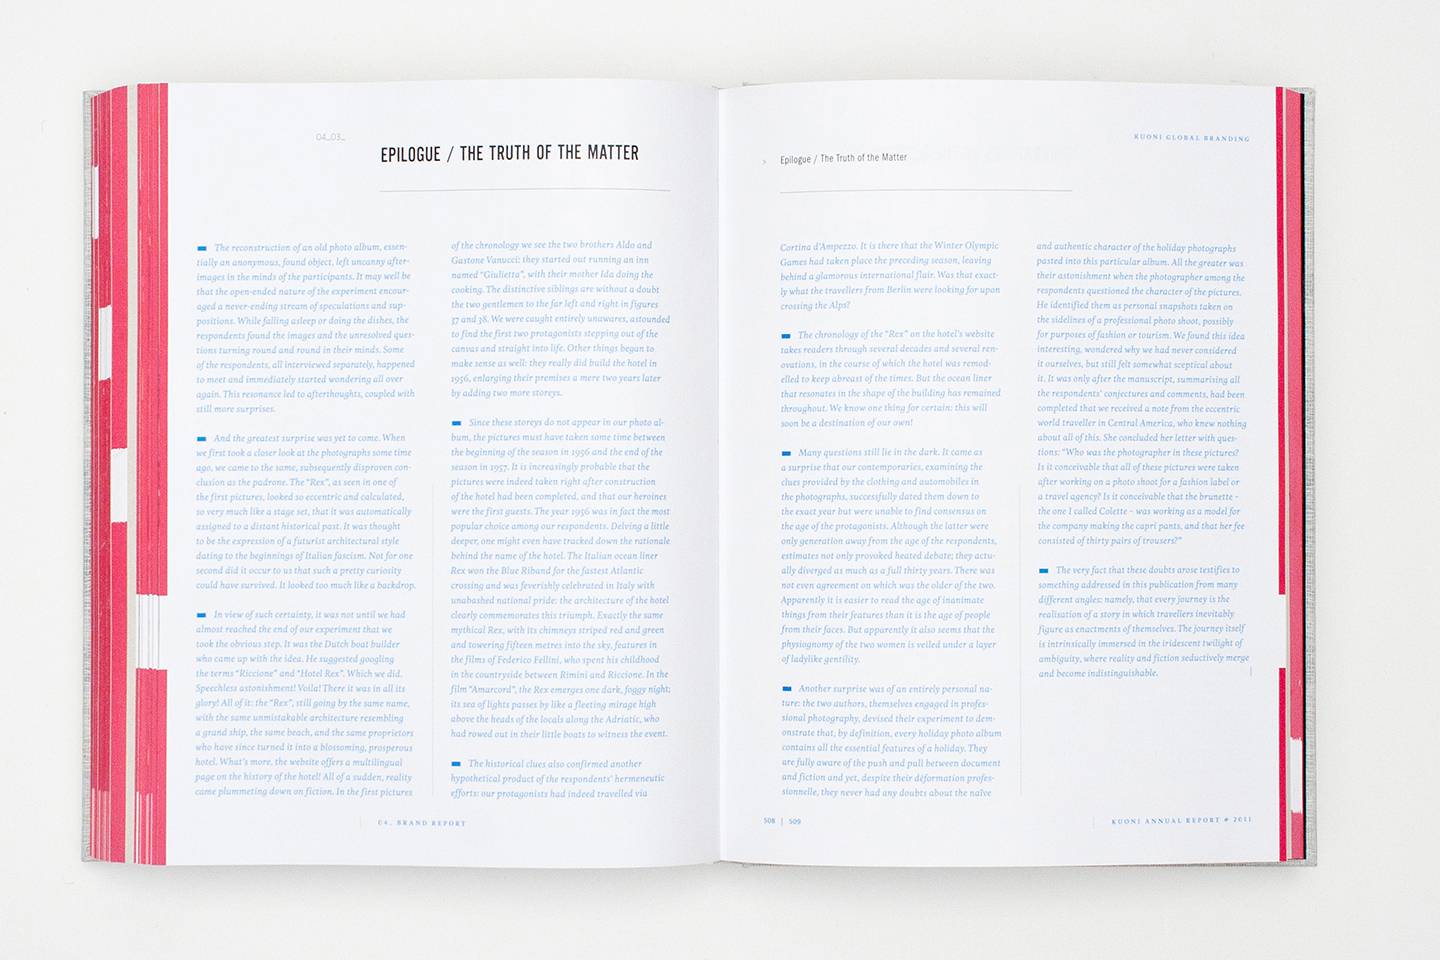 04_03_
EPILOGUE / THE TRUTH OF THE MATTER
The reconstruction of an old photo album, essen-
tially an anonymous, found object, left uncanny after-
images in the minds of the participants. It may well be
that the open-ended nature of the experiment encour-
aged a never-ending stream of speculations and sup-
positions. While falling asleep or doing the dishes, the
respondents found the images and the unresolved ques-
tions turning round and round in their minds. Some
of the respondents, all interviewed separately, happened
to meet and immediately started wondering all over
again. This resonance led to afterthoughts, coupled with
still more surprises.
And the greatest surprise was yet to come. When
we first took a closer look at the photographs some time
ago, we came to the same, subsequently disproven con-
clusion as the padrone. The "Rex", as seen in one of
the first pictures, looked so eccentric and calculated,
so very much like a stage set, that it was automatically
assigned to a distant historical past. It was thought
to be the expression of a futurist architectural style
dating to the beginnings of Italian fascism. Not for one
second did it occur to us that such a pretty curiosity
could have survived. It looked too much like a backdrop.
In view of such certainty, it was not until we had
almost reached the end of our experiment that we
took the obvious step. It was the Dutch boat builder
who came up with the idea. He suggested googling
the terms "Riccione" and "Hotel Rex". Which we did.
Speechless astonishment! Voila! There it was in all its
glory! All of it: the "Rex", still going by the same name,
with the same unmistakable architecture resembling
a grand ship, the same beach, and the same proprietors
who have since turned it into a blossoming, prosperous
hotel. What's more, the website offers a multilingual
page on the history of the hotel! All of a sudden, reality
came plummeting down on fiction. In the first pictures
of the chronology we see the two brothers Aldo and
Gastone Vanucci: they started out running an inn
named "Giulietta", with their mother Ida doing the
cooking. The distinctive siblings are without a doubt
the two gentlemen to the far left and right in figures
37 and 38. We were caught entirely unawares, astounded
to find the first two protagonists stepping out of the
canvas and straight into life. Other things began to
make sense as well: they really did build the hotel in
1956, enlarging their premises a mere two years later
by adding two more storeys.
Since these storeys do not appear in our photo al-
bum, the pictures must have taken some time between
the beginning of the season in 1956 and the end of the
season in 1957. It is increasingly probable that the
pictures were indeed taken right after construction
of the hotel had been completed, and that our heroines
were the first guests. The year 1956 was in fact the most
popular choice among our respondents. Delving a little
deeper, one might even have tracked down the rationale
behind the name of the hotel. The Italian ocean liner
Rex won the Blue Riband for the fastest Atlantic
crossing and was feverishly celebrated in Italy with
unabashed national pride: the architecture of the hotel
clearly commemorates this triumph. Exactly the same
mythical Rex, with its chimneys striped red and green
and towering fifteen metres into the sky, features in
the films of Federico Fellini, who spent his childhood
in the countryside between Rimini and Riccione. In the
film "Amarcord", the Rex emerges one dark, foggy night;
its sea of lights passes by like a fleeting mirage high
above the heads of the locals along the Adriatic, who
had rowed out in their little boats to witness the event.
The historical clues also confirmed another
hypothetical product of the respondents' hermeneutic
efforts: our protagonists had indeed travelled via
04_ BRAND REPORT
KUONI GLOBAL BRANDING
> Epilogue / The Truth of the Matter
Cortina d'Ampezzo. It is there that the Winter Olympic
Games had taken place the preceding season, leaving
behind a glamorous international flair. Was that exact-
ly what the travellers from Berlin were looking for upon
crossing the Alps?
The chronology of the "Rex" on the hotel's website
takes readers through several decades and several ren-
ovations, in the course of which the hotel was remod-
elled to keep abreast of the times. But the ocean liner
that resonates in the shape of the building has remained
throughout. We know one thing for certain: this will
soon be a destination of our own!
Many questions still lie in the dark. It came as
a surprise that our contemporaries, examining the
clues provided by the clothing and automobiles in
the photographs, successfully dated them down to
the exact year but were unable to find consensus on
the age of the protagonists. Although the latter were
only generation away from the age of the respondents,
estimates not only provoked heated debate; they actu-
ally diverged as much as a full thirty years. There was
not even agreement on which was the older of the two.
Apparently it is easier to read the age of inanimate
things from their features than it is the age of people
from their faces. But apparently it also seems that the
physiognomy of the two women is veiled under a layer
of ladylike gentility.
Another surprise was of an entirely personal na-
ture: the two authors, themselves engaged in profes-
sional photography, devised their experiment to dem-
onstrate that, by definition, every holiday photo album
contains all the essential features of a holiday. They
are fully aware of the push and pull between document
and fiction and yet, despite their déformation profes-
sionnelle, they never had any doubts about the naïve
and authentic character of the holiday photographs
pasted into this particular album. All the greater was
their astonishment when the photographer among the
respondents questioned the character of the pictures.
He identified them as personal snapshots taken on
the sidelines of a professional photo shoot, possibly
for purposes of fashion or tourism. We found this idea
interesting, wondered why we had never considered
it ourselves, but still felt somewhat sceptical about
it. It was only after the manuscript, summarising all
the respondents' conjectures and comments, had been
completed that we received a note from the eccentric
world traveller in Central America, who knew nothing
about all of this. She concluded her letter with ques-
tions: "Who was the photographer in these pictures?
Is it conceivable that all of these pictures were taken
after working on a photo shoot for a fashion label or
a travel agency? Is it conceivable that the brunette –
the one I called Colette – was working as a model for
the company making the capri pants, and that her fee
consisted of thirty pairs of trousers?"
The very fact that these doubts arose testifies to
something addressed in this publication from many
different angles: namely, that every journey is the
realisation of a story in which travellers inevitably
figure as enactments of themselves. The journey itself
is intrinsically immersed in the iridescent twilight of
ambiguity, where reality and fiction seductively merge
and become indistinguishable.
508 | 509
KUONI ANNUAL REPORT # 2011